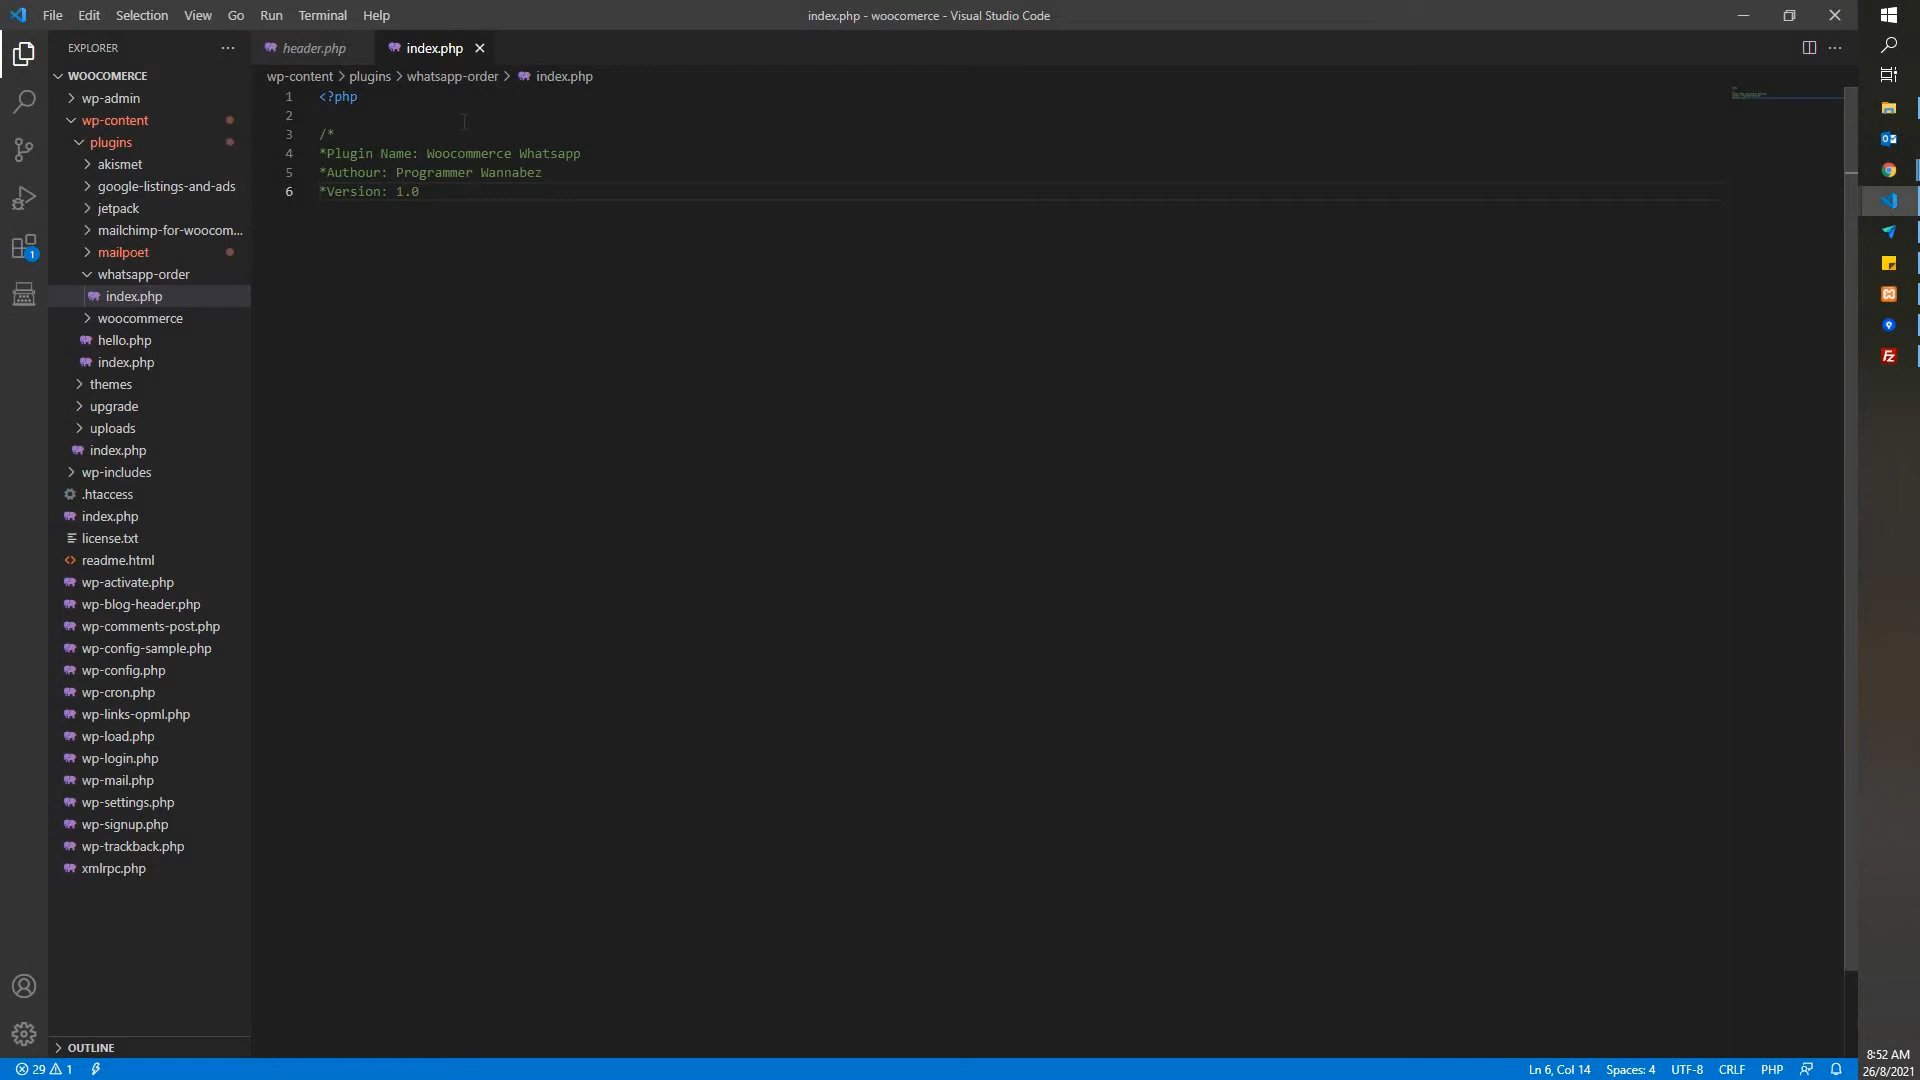 File Edit Selection View Go Run Terminal Help
index.php - woocomerce - Visual Studio Code
EXPLORER
header.php
index.php
WOOCOMERCE
wp-content > plugins > whatsapp-order > index.php
wp-admin
wp-content
plugins
akismet
google-listings-and-ads
jetpack
mailchimp-for-woocom...
mailpoet
whatsapp-order
index.php
woocommerce
hello.php
index.php
themes
upgrade
uploads
index.php
wp-includes
.htaccess
index.php
license.txt
readme.html
wp-activate.php
wp-blog-header.php
wp-comments-post.php
wp-config-sample.php
wp-config.php
wp-cron.php
wp-links-opml.php
wp-load.php
wp-login.php
wp-mail.php
wp-settings.php
wp-signup.php
wp-trackback.php
xmlrpc.php
OUTLINE
1 <?php
2
3 /*
4 *Plugin Name: Woocommerce Whatsapp
5 *Authour: Programmer Wannabez
6 *Version: 1.0
1
29 1
Ln 6, Col 14 Spaces: 4 UTF-8 CRLF PHP
8:52 AM
26/8/2021